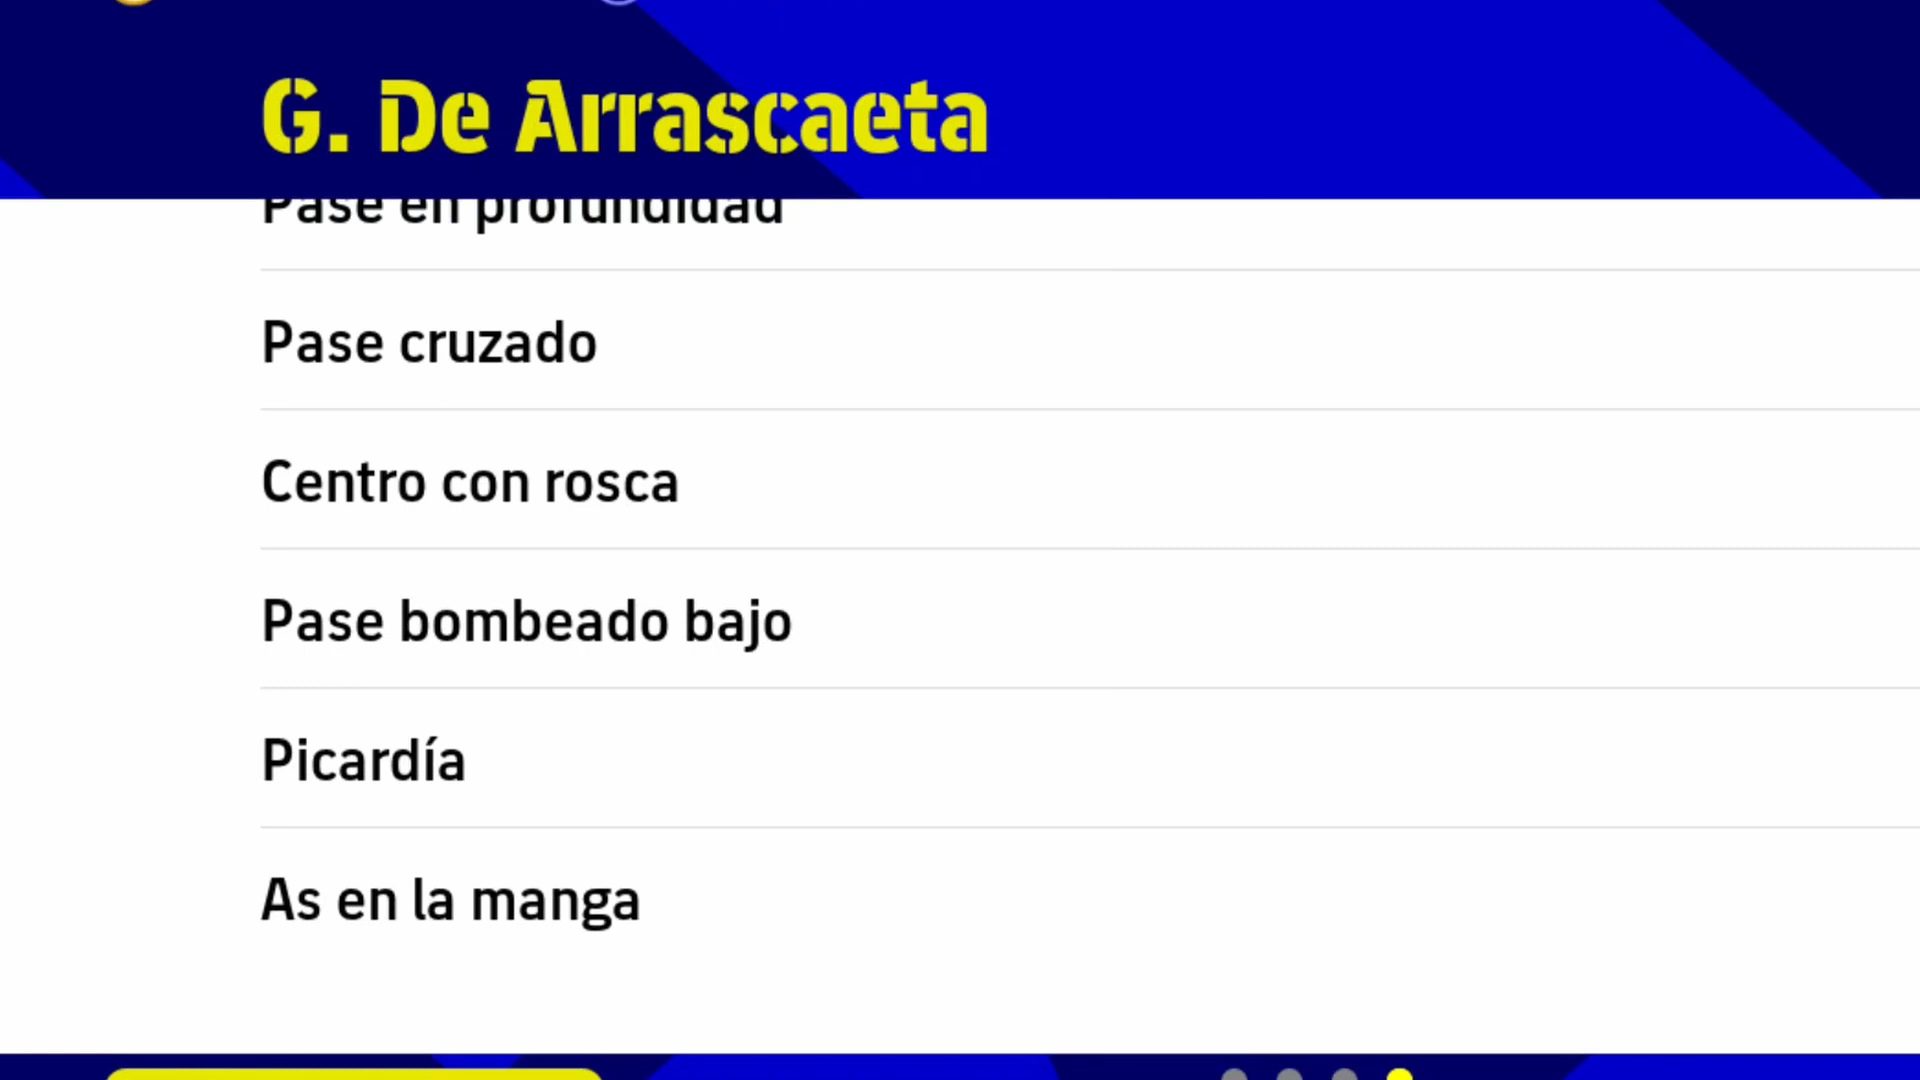 G. De Arrascaeta
Pase en profundidad
Pase cruzado
Centro con rosca
Pase bombeado bajo
Picardía
As en la manga